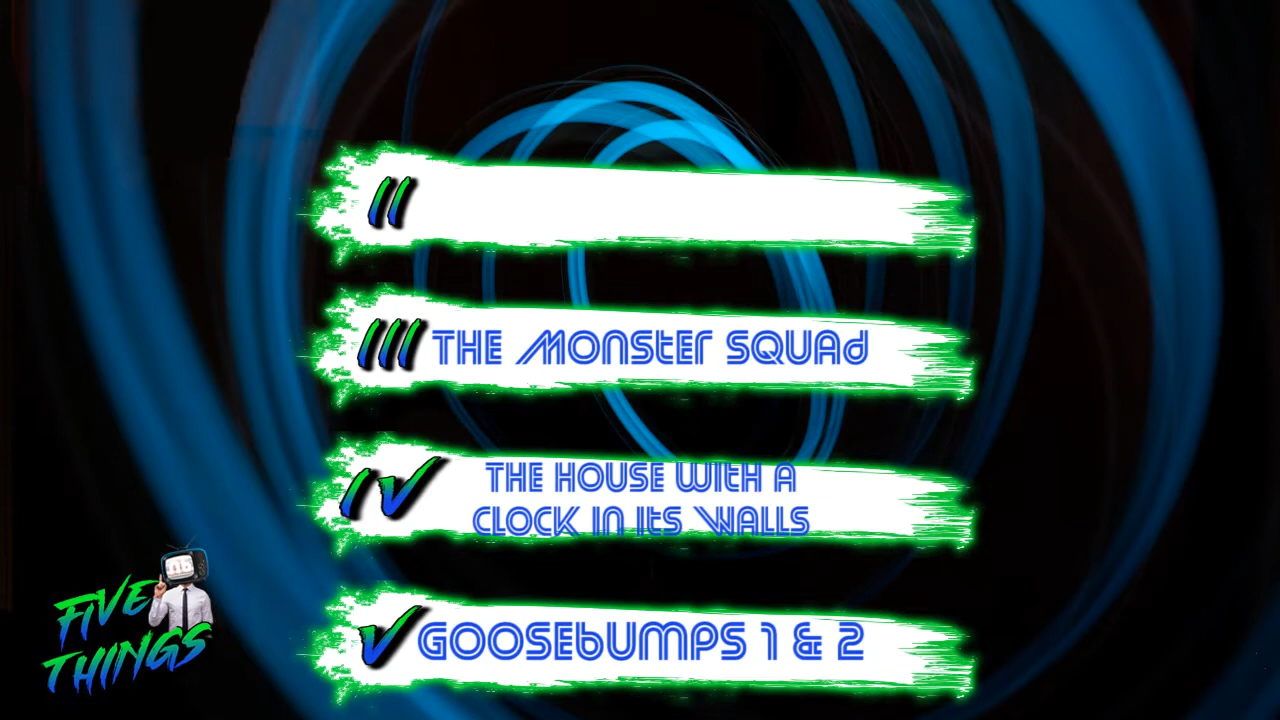 II
III THE MONSTER SQUAD
IV THE HOUSE WITH A
CLOCK IN ITS WALLS
V GOOSEBUMPS 1 & 2
FIVE
THINGS